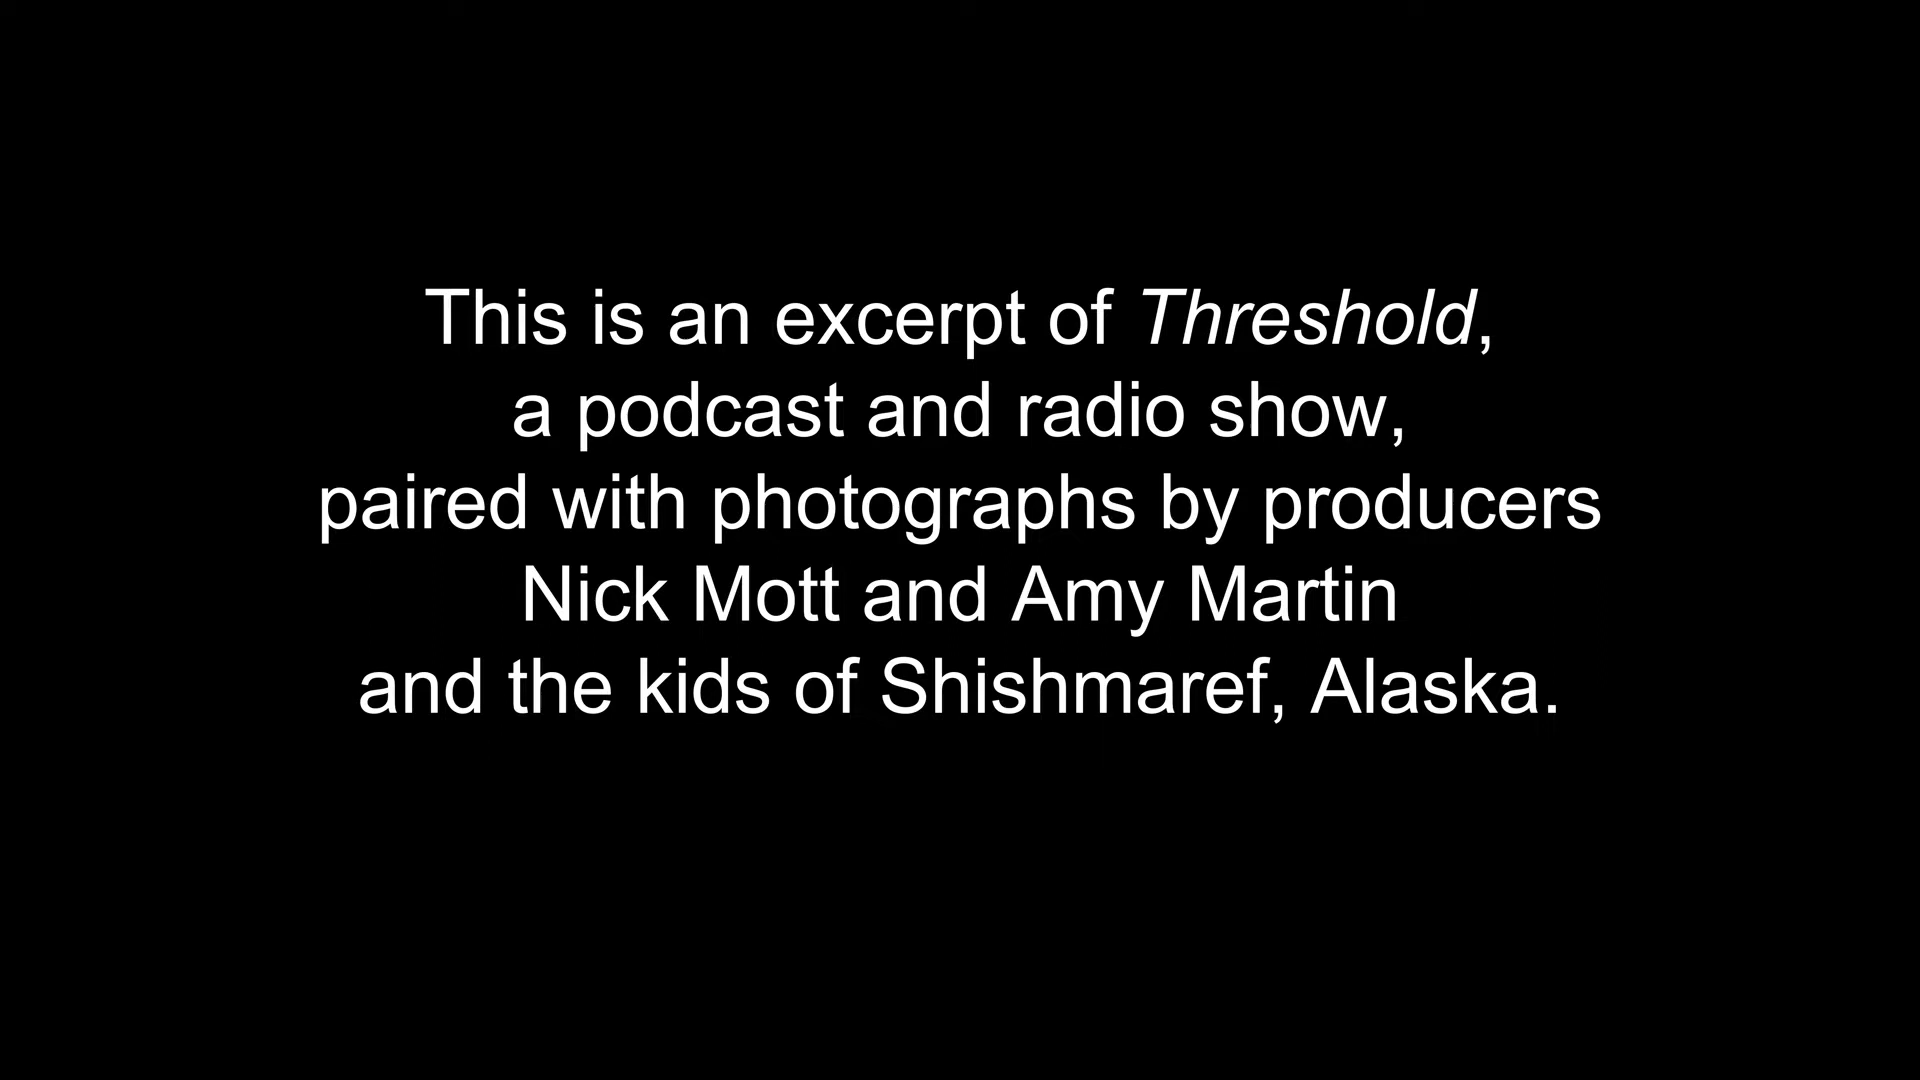 This is an excerpt of Threshold,
a podcast and radio show,
paired with photographs by producers
Nick Mott and Amy Martin
and the kids of Shishmaref, Alaska.